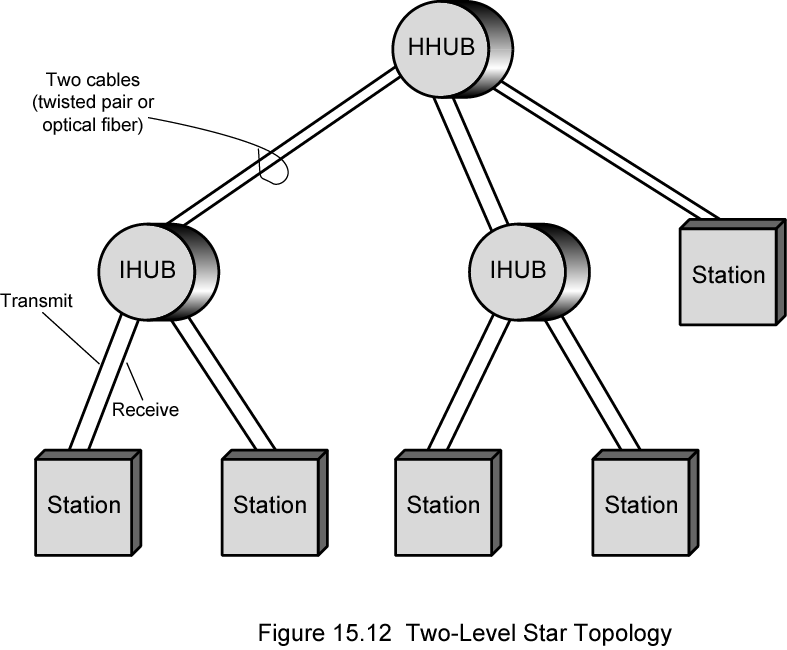 HHUB
Two cables
(twisted pair or
optical fiber)
IHUB
IHUB
Station
Transmit
Receive
Station
Station
Station
Station
Figure 15.12 Two-Level Star Topology